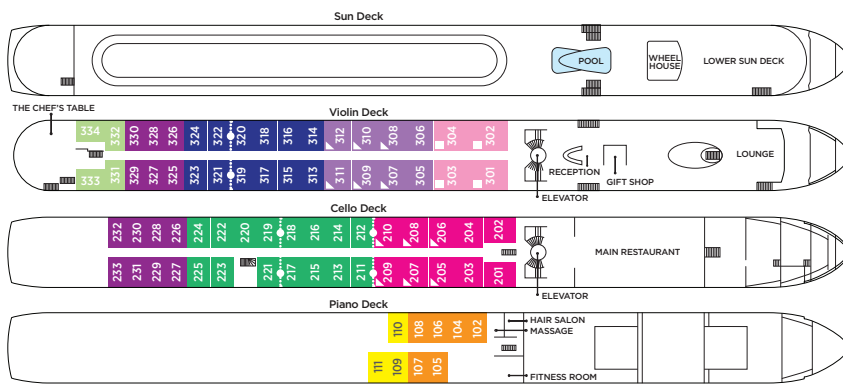 Sun Deck
POOL
WHEEL
HOUSE
LOWER SUN DECK
THE CHEF'S TABLE
Violin Deck
334 332 330 328 326 324 322 320 318 316 314 312 310 308 306 304 302
333 331 329 327 325 323 321 319 317 315 313 311 309 307 305 303 301
RECEPTION
GIFT SHOP
LOUNGE
ELEVATOR
Cello Deck
232 230 228 226 224 222 220 219 218 216 214 212 210 208 206 204 202
233 231 229 227 225 223 221 217 215 213 211 209 207 205 203 201
MAIN RESTAURANT
ELEVATOR
Piano Deck
110 108 106 104 102
111 109 107 105
HAIR SALON
MASSAGE
FITNESS ROOM